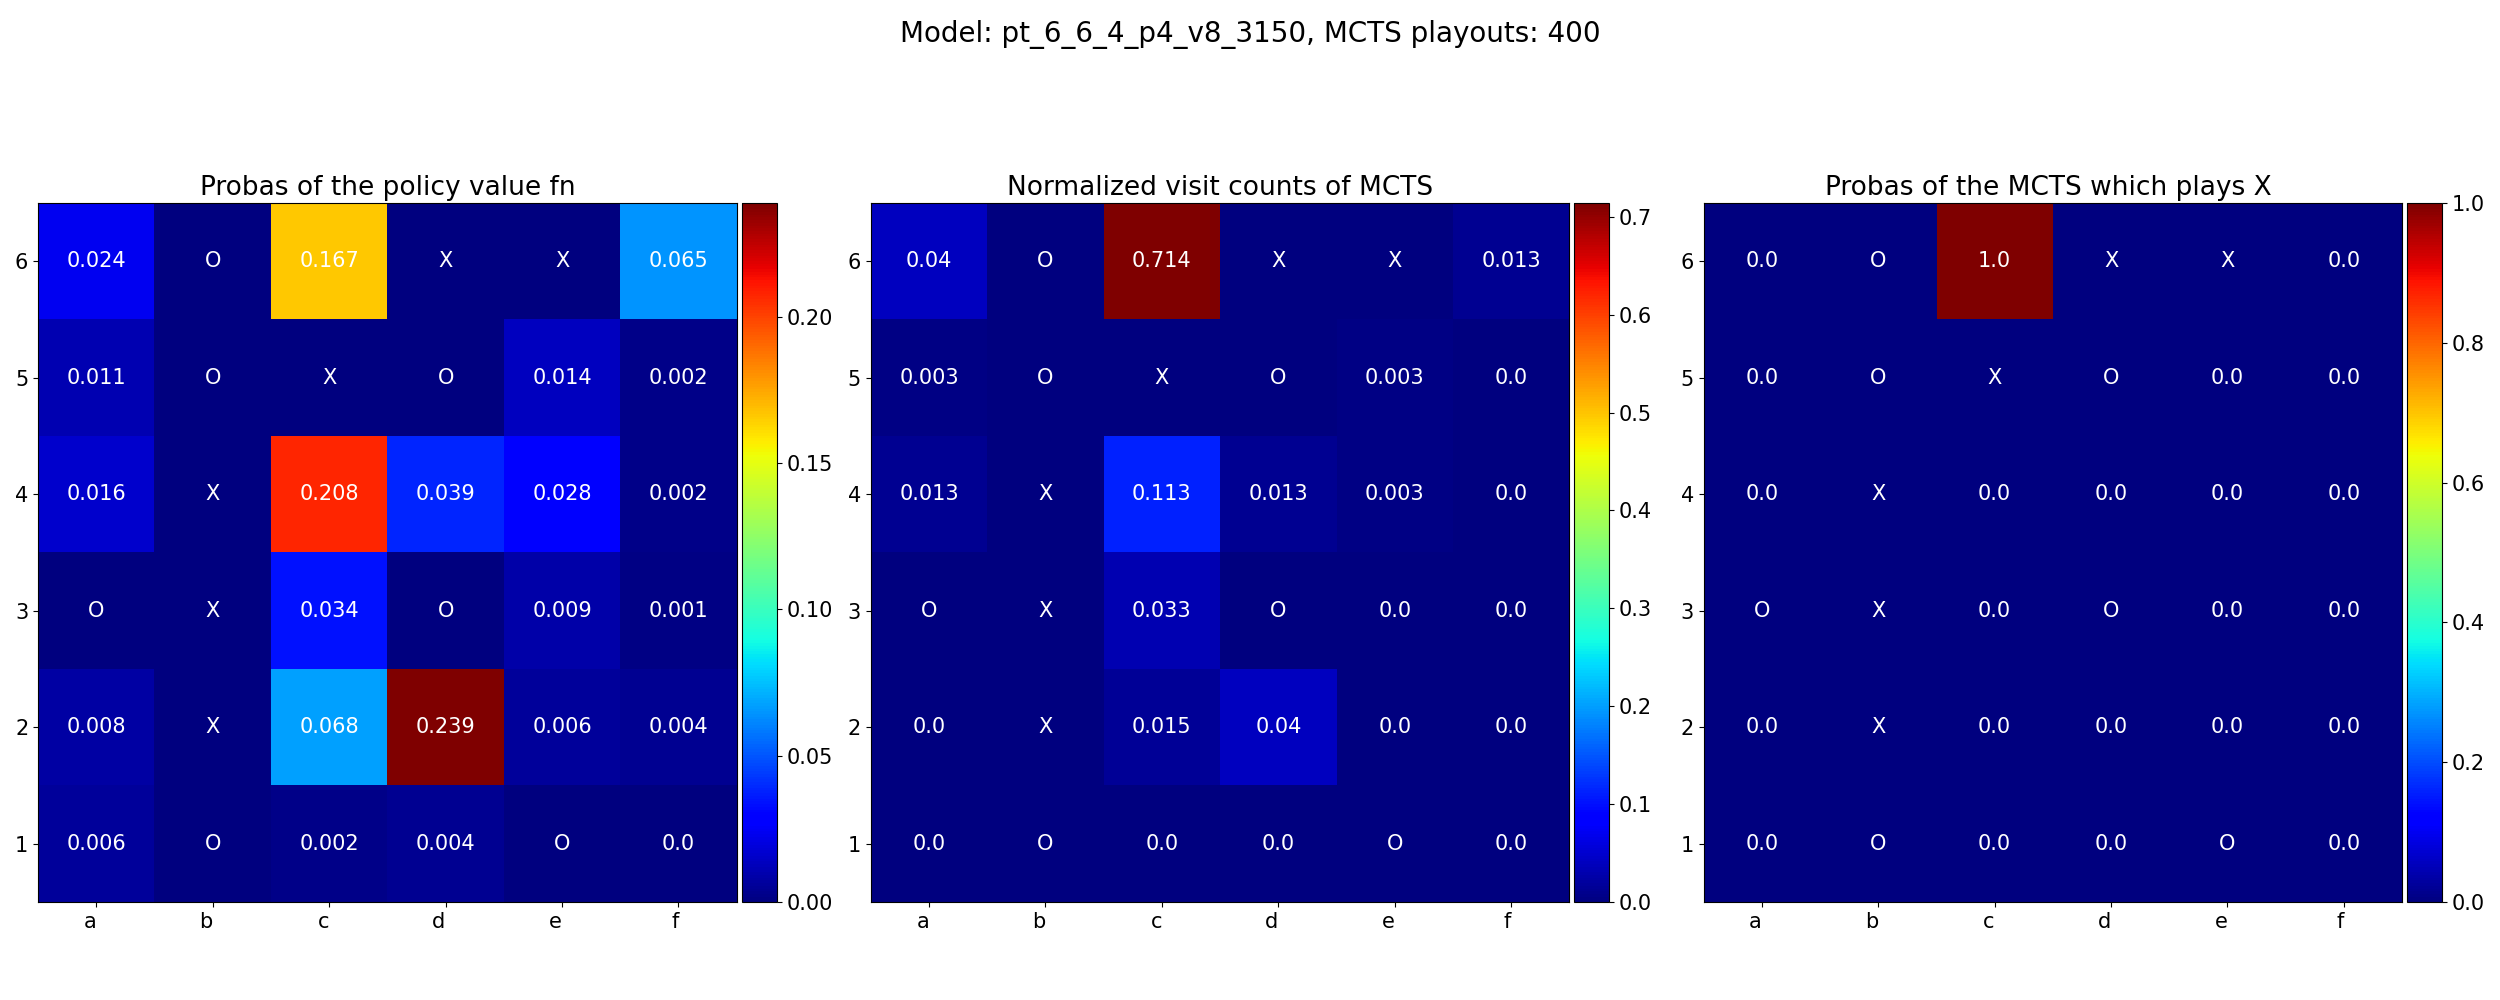 Model: pt_6_6_4_p4_v8_3150, MCTS playouts: 400
Probas of the policy value fn
6 0.024 O 0.167 X X 0.065
5 0.011 O X O 0.014 0.002
4 0.016 X 0.208 0.039 0.028 0.002
3 O X 0.034 O 0.009 0.001
2 0.008 X 0.068 0.239 0.006 0.004
1 0.006 O 0.002 0.004 O 0.0
a b c d e f
0.20
0.15
0.10
0.05
0.00
Normalized visit counts of MCTS
6 0.04 O 0.714 X X 0.013
5 0.003 O X O 0.003 0.0
4 0.013 X 0.113 0.013 0.003 0.0
3 O X 0.033 O 0.0 0.0
2 0.0 X 0.015 0.04 0.0 0.0
1 0.0 O 0.0 0.0 O 0.0
a b c d e f
0.7
0.6
0.5
0.4
0.3
0.2
0.1
0.0
Probas of the MCTS which plays X
6 0.0 O 1.0 X X 0.0
5 0.0 O X O 0.0 0.0
4 0.0 X 0.0 0.0 0.0 0.0
3 O X 0.0 O 0.0 0.0
2 0.0 X 0.0 0.0 0.0 0.0
1 0.0 O 0.0 0.0 O 0.0
a b c d e f
1.0
0.8
0.6
0.4
0.2
0.0